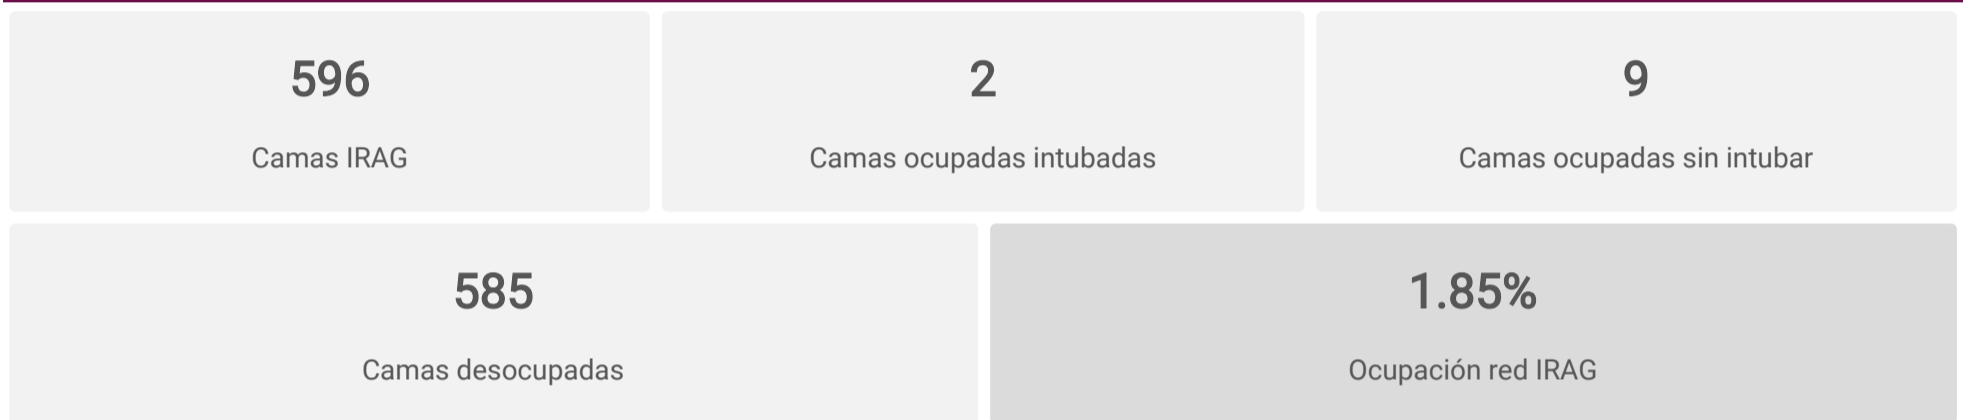 596
2
9
Camas IRAG
Camas ocupadas intubadas
Camas ocupadas sin intubar
585
1.85%
Camas desocupadas
Ocupación red IRAG